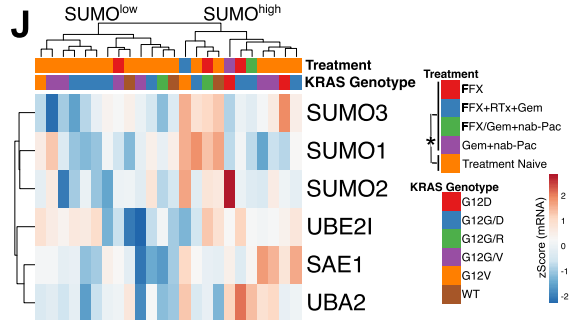 J
SUMOlow SUMOhigh
Treatment
KRAS Genotype
SUMO3
SUMO1
SUMO2
UBE2I
SAE1
UBA2
Treatment
FFX
FFX+RTx+Gem
FFX/Gem+nab-Pac
Gem+nab-Pac
Treatment Naive
*
KRAS Genotype
G12D
G12G/D
G12G/R
G12G/V
G12V
WT
zScore (mRNA)
2
1
0
-1
-2